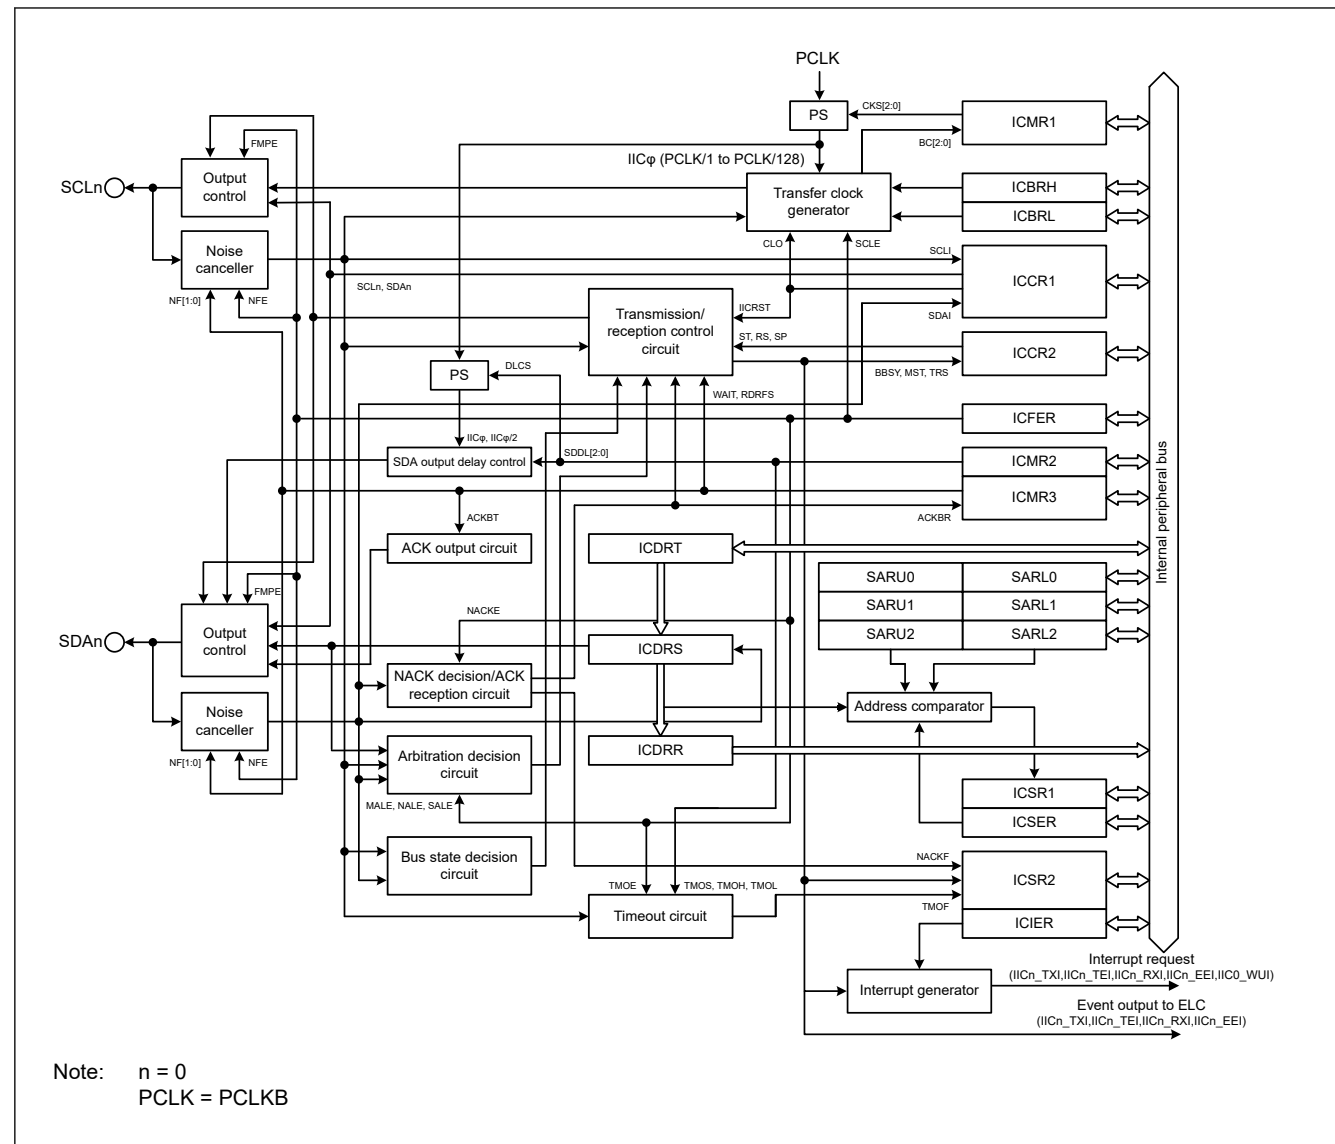 PCLK
PS
CKS[2:0]
ICMR1
BC[2:0]
FMPE
IICφ (PCLK/1 to PCLK/128)
SCLn
Output
control
Transfer clock
generator
ICBRH
ICBRL
Noise
canceller
CLO
SCLE
SCLI
ICCR1
NF[1:0]
NFE
SCLn, SDAn
Transmission/
reception control
circuit
IICRST
SDAI
ST, RS, SP
ICCR2
BBSY, MST, TRS
PS
DLCS
WAIT, RDRFS
ICFER
IICφ, IICφ/2
SDA output delay control
SDDL[2:0]
ICMR2
ICMR3
ACKBT
ACKBR
Internal peripheral bus
ACK output circuit
ICDRT
SARU0
SARL0
FMPE
SARU1
SARL1
SDAn
Output
control
NACKE
SARU2
SARL2
ICDRS
NACK decision/ACK
reception circuit
Address comparator
Noise
canceller
NF[1:0]
NFE
Arbitration decision
circuit
ICDRR
ICSR1
MALE, NALE, SALE
ICSER
Bus state decision
circuit
NACKF
ICSR2
TMOE
TMOS, TMOH, TMOL
TMOF
Timeout circuit
ICIER
Interrupt request
(IICn_TXI,IICn_TEI,IICn_RXI,IICn_EEI,IIC0_WUI)
Interrupt generator
Event output to ELC
(IICn_TXI,IICn_TEI,IICn_RXI,IICn_EEI)
Note: n = 0
PCLK = PCLKB